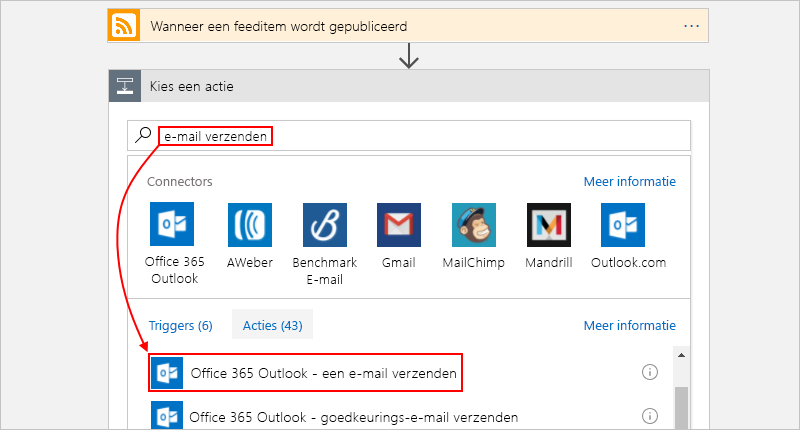 Wanneer een feeditem wordt gepubliceerd
Kies een actie
e-mail verzenden
Connectors Meer informatie
Office 365 Outlook
AWeber
Benchmark E-mail
Gmail
MailChimp
Mandrill
Outlook.com
Triggers (6) Acties (43) Meer informatie
Office 365 Outlook - een e-mail verzenden
Office 365 Outlook - goedkeurings-e-mail verzenden